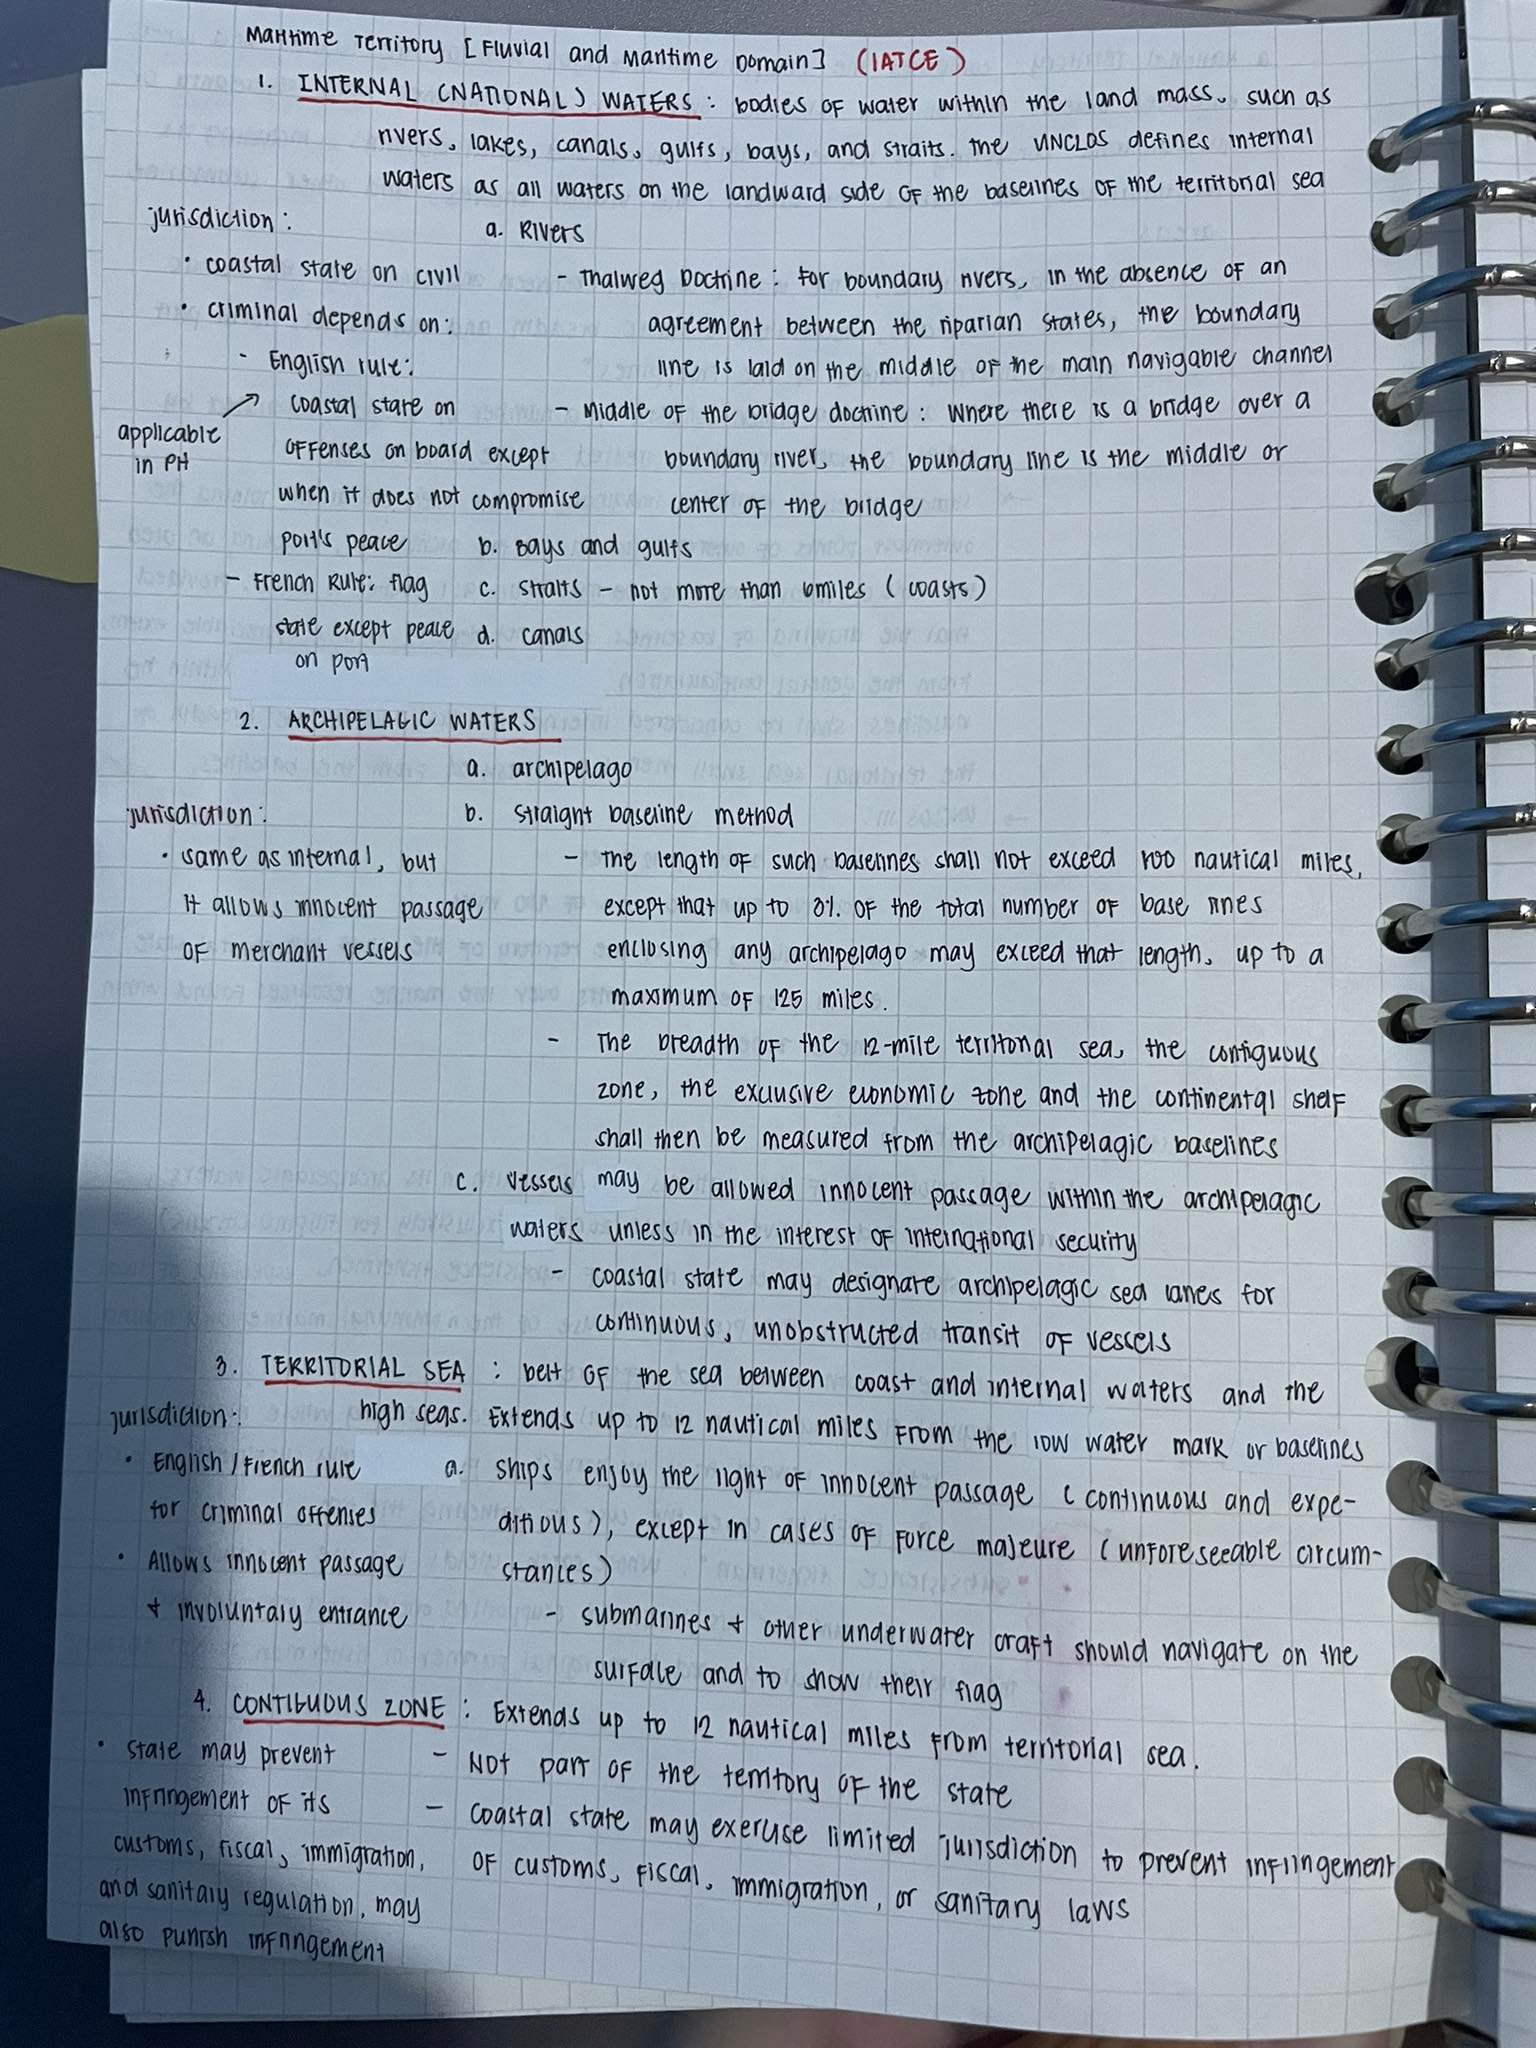 Maritime Territory [Fluvial and Maritime Domain] (IATCE)
1. INTERNAL (NATIONAL) WATERS : bodies of water within the land mass, such as
rivers, lakes, canals, gulfs, bays, and straits. The UNCLOS defines internal
waters as all waters on the landward side of the baselines of the territorial sea
jurisdiction :
• coastal state on civil
• criminal depends on :
- English rule :
coastal state on
offenses on board except
when it does not compromise
port's peace
applicable
in PH
- French Rule : flag
state except peace
on port
a. Rivers
- Thalweg Doctrine : for boundary rivers, in the absence of an
agreement between the riparian states, the boundary
line is laid on the middle of the main navigable channel
- Middle of the bridge doctrine : Where there is a bridge over a
boundary river, the boundary line is the middle or
center of the bridge
b. Bays and gulfs
c. Straits - not more than 6miles (coasts)
d. canals
2. ARCHIPELAGIC WATERS
jurisdiction :
• same as internal, but
it allows innocent passage
of merchant vessels
a. archipelago
b. straight baseline method
- The length of such baselines shall not exceed 100 nautical miles,
except that up to 3% of the total number of base lines
enclosing any archipelago may exceed that length, up to a
maximum of 125 miles.
- The breadth of the 12-mile territorial sea, the contiguous
zone, the exclusive economic zone and the continental shelf
shall then be measured from the archipelagic baselines
c. vessels may be allowed innocent passage within the archipelagic
waters unless in the interest of international security
- coastal state may designate archipelagic sea lanes for
continuous, unobstructed transit of vessels
3. TERRITORIAL SEA : belt of the sea between coast and internal waters and the
high seas. Extends up to 12 nautical miles from the low water mark or baselines
jurisdiction :
• English / French rule
for criminal offenses
• Allows innocent passage
+ involuntary entrance
a. ships enjoy the right of innocent passage (continuous and expe-
ditious), except in cases of force majeure (unforeseeable circum-
stances)
- submarines + other underwater craft should navigate on the
surface and to show their flag
4. CONTIGUOUS ZONE : Extends up to 12 nautical miles from territorial sea.
• State may prevent
infringement of its
customs, fiscal, immigration,
and sanitary regulation, may
also punish infringement
- Not part of the territory of the state
- coastal state may exercise limited jurisdiction to prevent infringement
of customs, fiscal, immigration, or sanitary laws